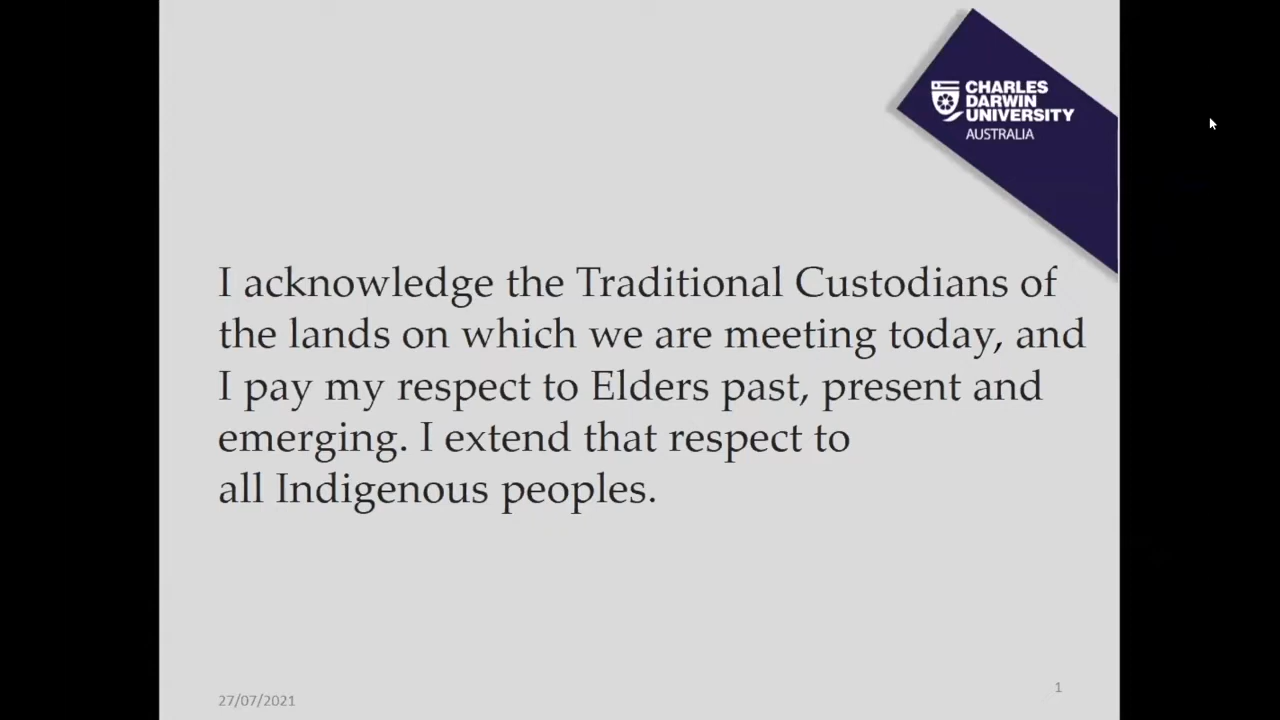 CHARLES
DARWIN
UNIVERSITY
AUSTRALIA
I acknowledge the Traditional Custodians of
the lands on which we are meeting today, and
I pay my respect to Elders past, present and
emerging. I extend that respect to
all Indigenous peoples.
27/07/2021
1